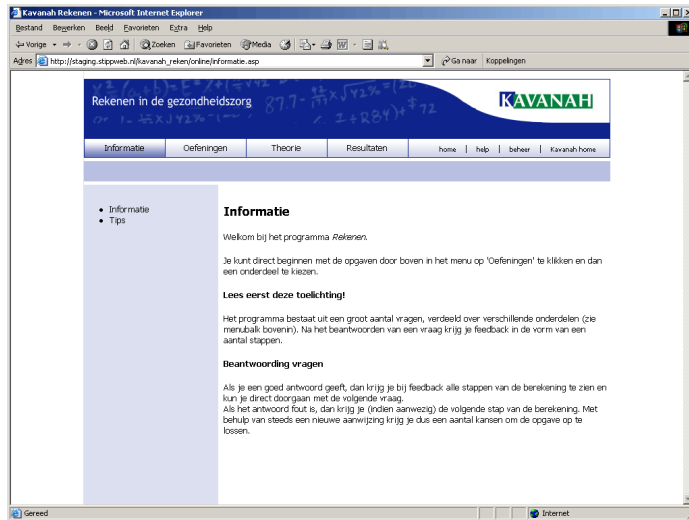 Kavanah Rekenen - Microsoft Internet Explorer
Bestand Bewerken Beeld Favorieten Extra Help
Vorige Zoeken Favorieten Media
Adres http://staging.stippweb.nl/kavanah_reken/online/informatie.asp Ga naar Koppelingen
Rekenen in de gezondheidszorg KAVANAH
Informatie Oefeningen Theorie Resultaten home | help | beheer | Kavanah home
• Informatie
• Tips
Informatie
Welkom bij het programma Rekenen.
Je kunt direct beginnen met de opgaven door boven in het menu op 'Oefeningen' te klikken en dan
een onderdeel te kiezen.
Lees eerst deze toelichting!
Het programma bestaat uit een groot aantal vragen, verdeeld over verschillende onderdelen (zie
menubalk bovenin). Na het beantwoorden van een vraag krijg je feedback in de vorm van een
aantal stappen.
Beantwoording vragen
Als je een goed antwoord geeft, dan krijg je bij feedback alle stappen van de berekening te zien en
kun je direct doorgaan met de volgende vraag.
Als het antwoord fout is, dan krijg je (indien aanwezig) de volgende stap van de berekening. Met
behulp van steeds een nieuwe aanwijzing krijg je dus een aantal kansen om de opgave op te
lossen.
Gereed Internet